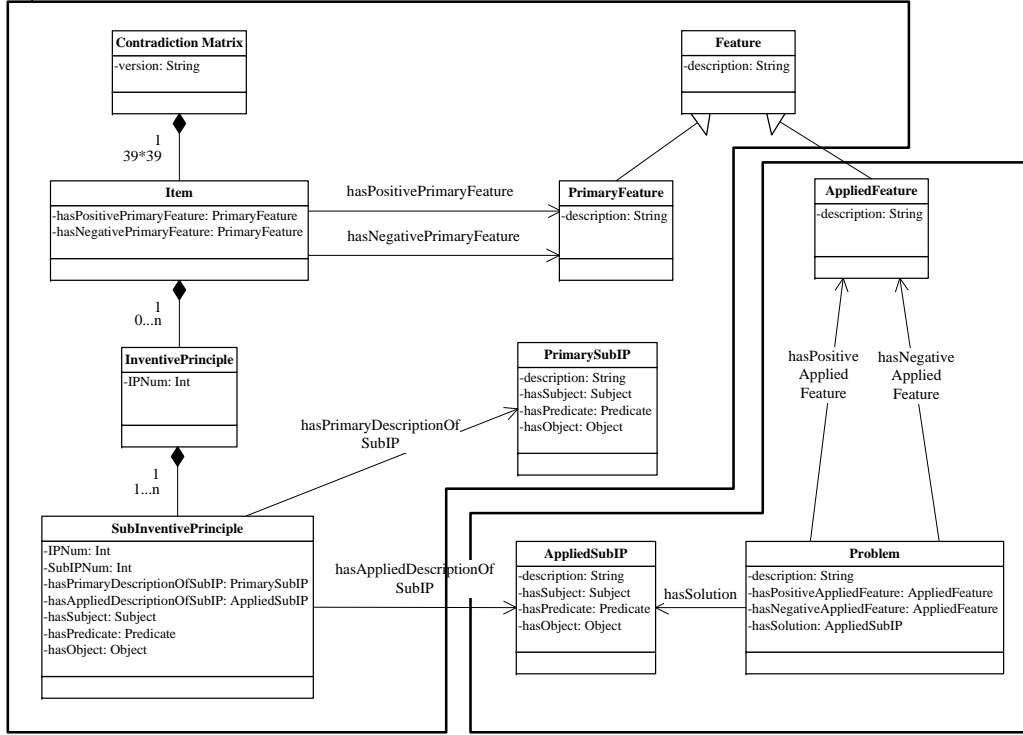 Contradiction Matrix
-version: String
Feature
-description: String
1
39*39
Item
-hasPositivePrimaryFeature: PrimaryFeature
-hasNegativePrimaryFeature: PrimaryFeature
hasPositivePrimaryFeature
hasNegativePrimaryFeature
PrimaryFeature
-description: String
AppliedFeature
-description: String
1
0...n
InventivePrinciple
-IPNum: Int
PrimarySubIP
-description: String
-hasSubject: Subject
-hasPredicate: Predicate
-hasObject: Object
hasPositive
Applied
Feature
hasNegative
Applied
Feature
hasPrimaryDescriptionOf
SubIP
1
1...n
SubInventivePrinciple
-IPNum: Int
-SubIPNum: Int
-hasPrimaryDescriptionOfSubIP: PrimarySubIP
-hasAppliedDescriptionOfSubIP: AppliedSubIP
-hasSubject: Subject
-hasPredicate: Predicate
-hasObject: Object
hasAppliedDescriptionOf
SubIP
AppliedSubIP
-description: String
-hasSubject: Subject
-hasPredicate: Predicate
-hasObject: Object
hasSolution
Problem
-description: String
-hasPositiveAppliedFeature: AppliedFeature
-hasNegativeAppliedFeature: AppliedFeature
-hasSolution: AppliedSubIP